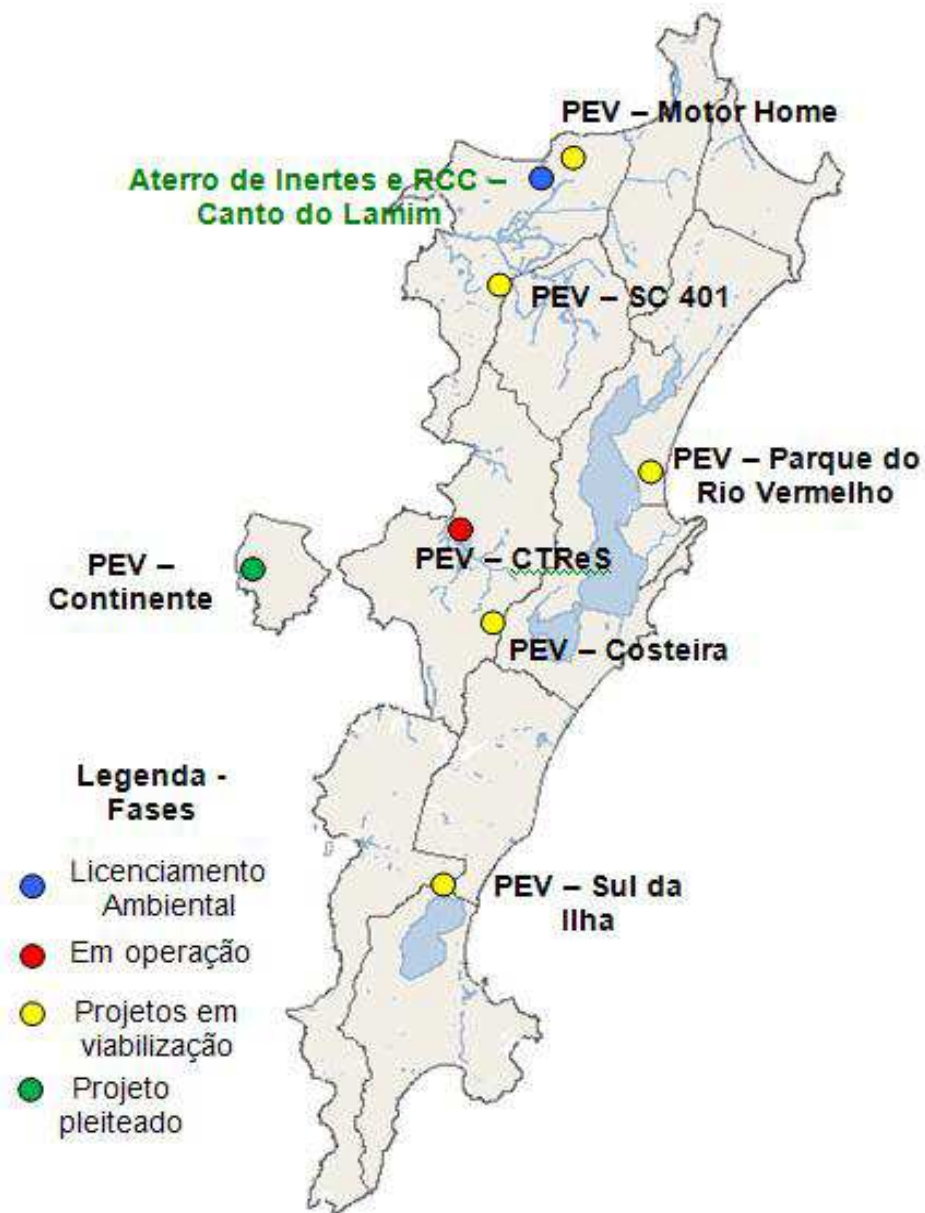 PEV – Motor Home
Aterro de Inertes e RCC –
Canto do Lamim
PEV – SC 401
PEV – Parque do
Rio Vermelho
PEV – CTReS
PEV –
Continente
PEV – Costeira
Legenda -
Fases
Licenciamento
Ambiental
Em operação
Projetos em
viabilização
Projeto
pleiteado
PEV – Sul da
Ilha